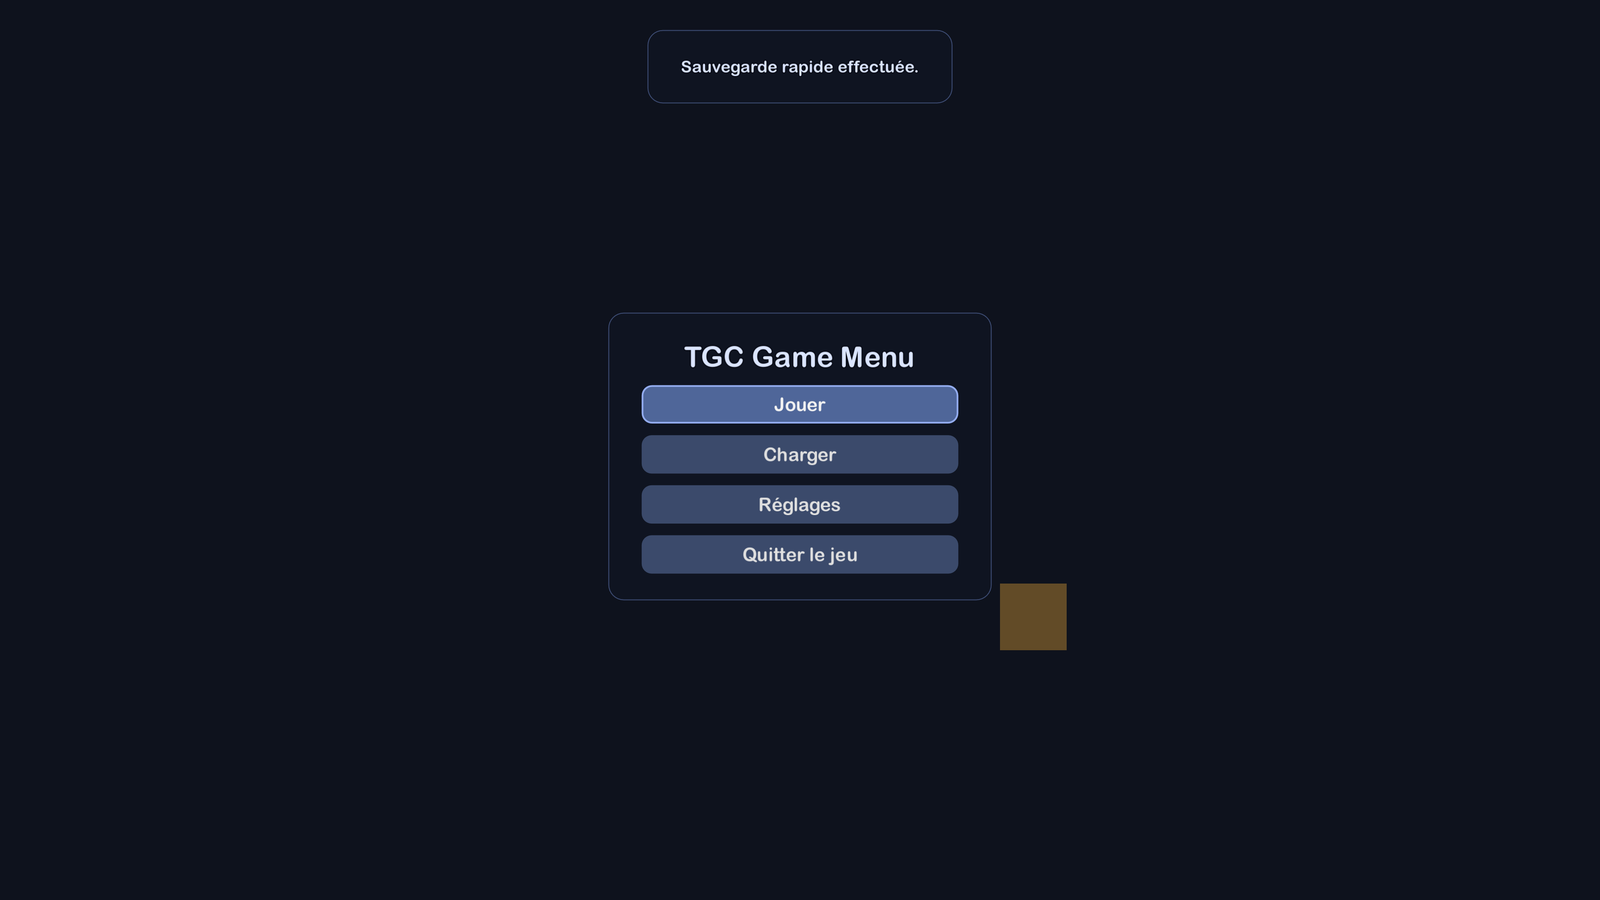 Sauvegarde rapide effectuée.
TGC Game Menu
Jouer
Charger
Réglages
Quitter le jeu